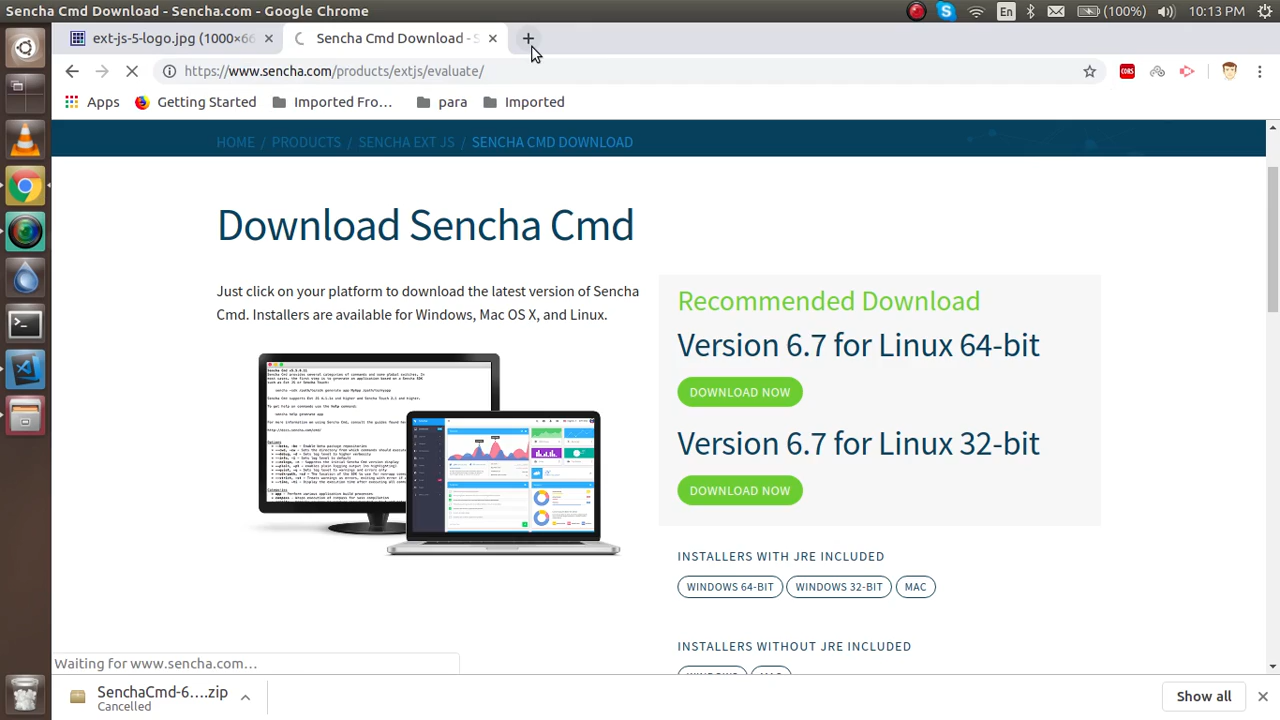 Sencha Cmd Download - Sencha.com - Google Chrome
En
(100%)
10:13 PM
ext-js-5-logo.jpg (1000×66
Sencha Cmd Download - S
https://www.sencha.com/products/extjs/evaluate/
CORS
Apps
Getting Started
Imported Fro…
para
Imported
HOME / PRODUCTS / SENCHA EXT JS / SENCHA CMD DOWNLOAD
Download Sencha Cmd
Just click on your platform to download the latest version of Sencha
Cmd. Installers are available for Windows, Mac OS X, and Linux.
Recommended Download
Version 6.7 for Linux 64-bit
DOWNLOAD NOW
Version 6.7 for Linux 32-bit
DOWNLOAD NOW
INSTALLERS WITH JRE INCLUDED
WINDOWS 64-BIT
WINDOWS 32-BIT
MAC
INSTALLERS WITHOUT JRE INCLUDED
WINDOWS
MAC
Waiting for www.sencha.com…
SenchaCmd-6….zip
Cancelled
Show all